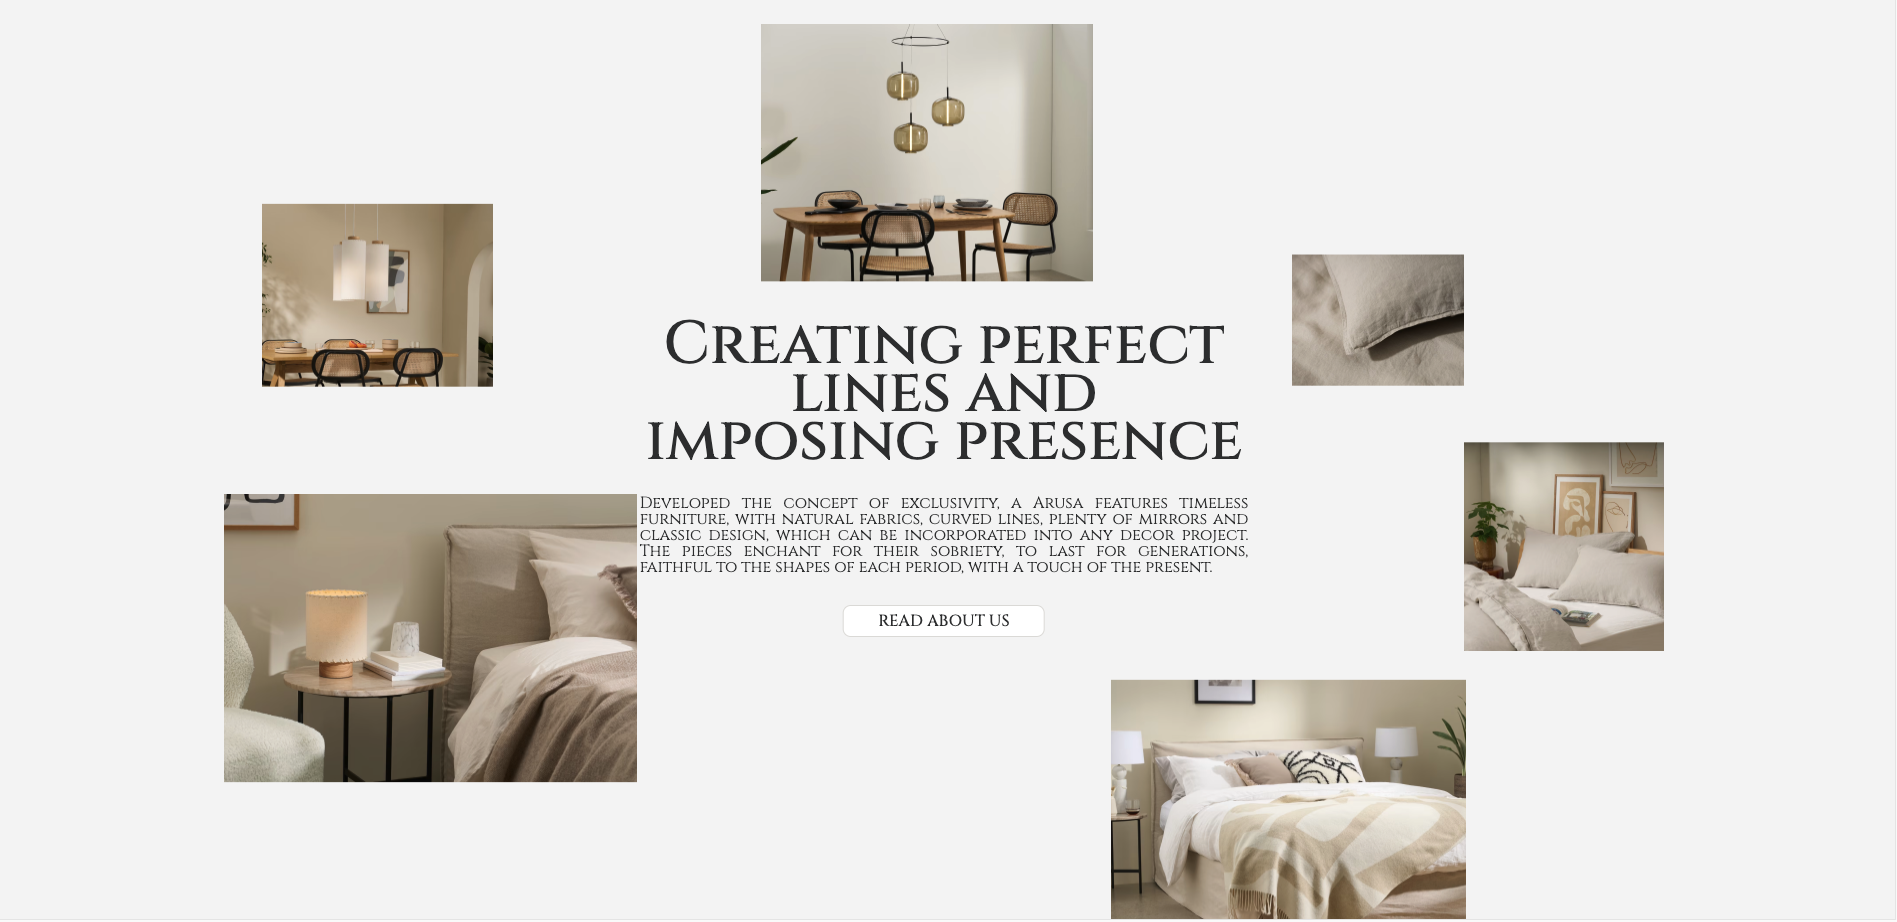 Creating perfect
lines and
imposing presence
Developed the concept of exclusivity, a Arusa features timeless
furniture, with natural fabrics, curved lines, plenty of mirrors and
classic design, which can be incorporated into any decor project.
The pieces enchant for their sobriety, to last for generations,
faithful to the shapes of each period, with a touch of the present.
READ ABOUT US